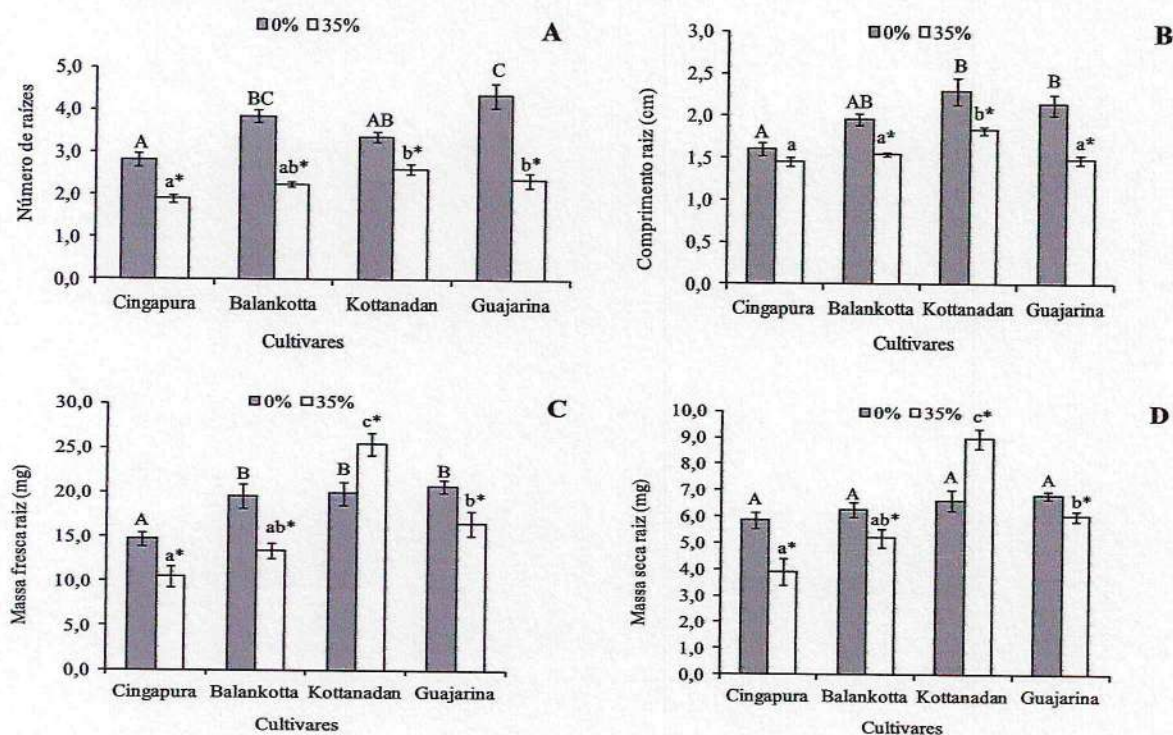 0% 35%
A
5,0
4,0
3,0
2,0
1,0
0,0
Número de raízes
A
a*
BC
ab*
AB
b*
C
b*
Cingapura Balankotta Kottanadan Guajarina
Cultivares
0% 35%
B
3,0
2,5
2,0
1,5
1,0
0,5
0,0
Comprimento raiz (cm)
A
a
AB
a*
B
b*
B
a*
Cingapura Balankotta Kottanadan Guajarina
Cultivares
0% 35%
C
30,0
25,0
20,0
15,0
10,0
5,0
0,0
Massa fresca raiz (mg)
A
a*
B
ab*
B
c*
B
b*
Cingapura Balankotta Kottanadan Guajarina
Cultivares
0% 35%
D
10,0
9,0
8,0
7,0
6,0
5,0
4,0
3,0
2,0
1,0
0,0
Massa seca raiz (mg)
A
a*
A
ab*
A
c*
A
b*
Cingapura Balankotta Kottanadan Guajarina
Cultivares